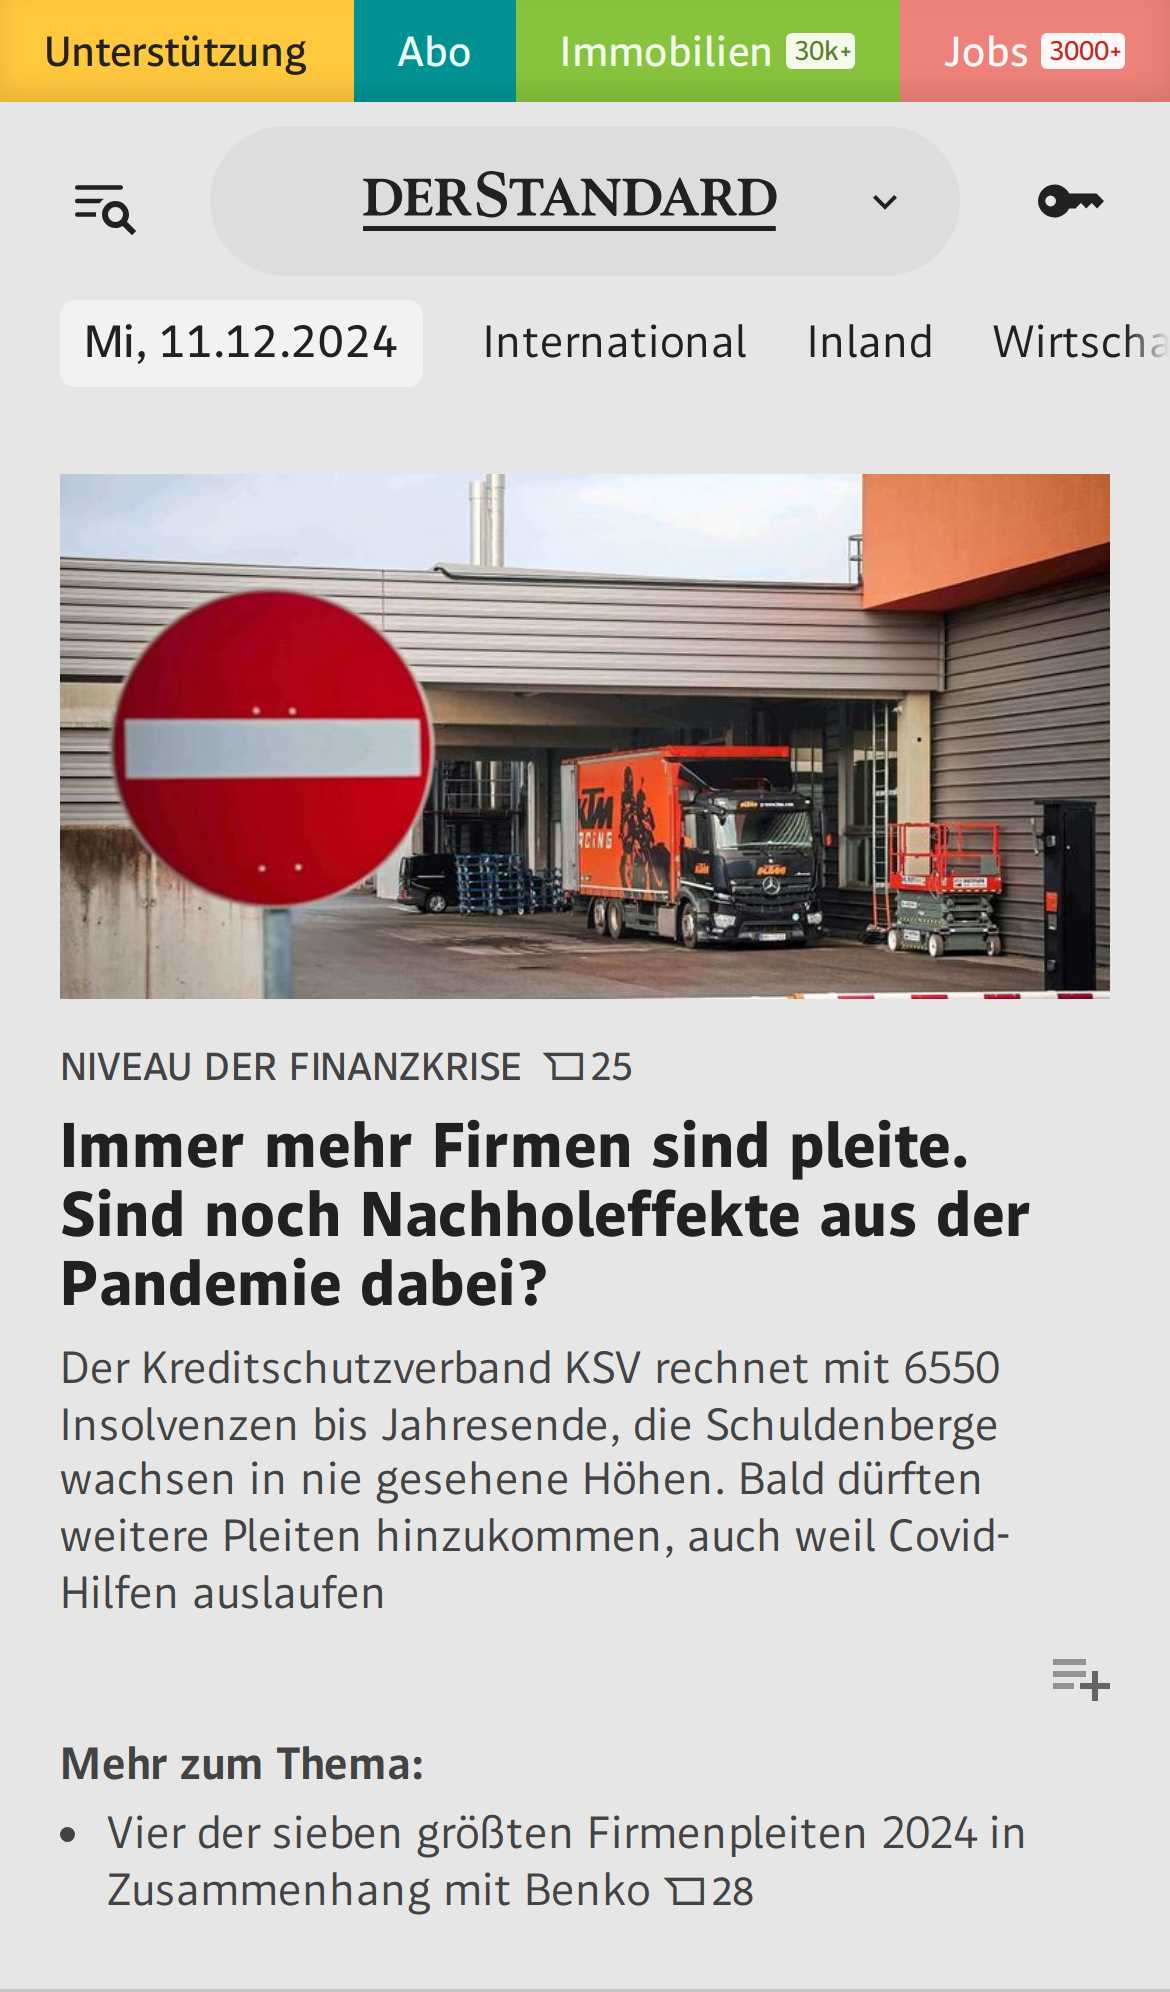 Unterstützung Abo Immobilien 30k+ Jobs 3000+
DERSTANDARD
Mi, 11.12.2024 International Inland Wirtscha
KTM
RACING
KTM
KTM
NIVEAU DER FINANZKRISE 25
Immer mehr Firmen sind pleite.
Sind noch Nachholeffekte aus der
Pandemie dabei?
Der Kreditschutzverband KSV rechnet mit 6550
Insolvenzen bis Jahresende, die Schuldenberge
wachsen in nie gesehene Höhen. Bald dürften
weitere Pleiten hinzukommen, auch weil Covid-
Hilfen auslaufen
Mehr zum Thema:
• Vier der sieben größten Firmenpleiten 2024 in
Zusammenhang mit Benko 28